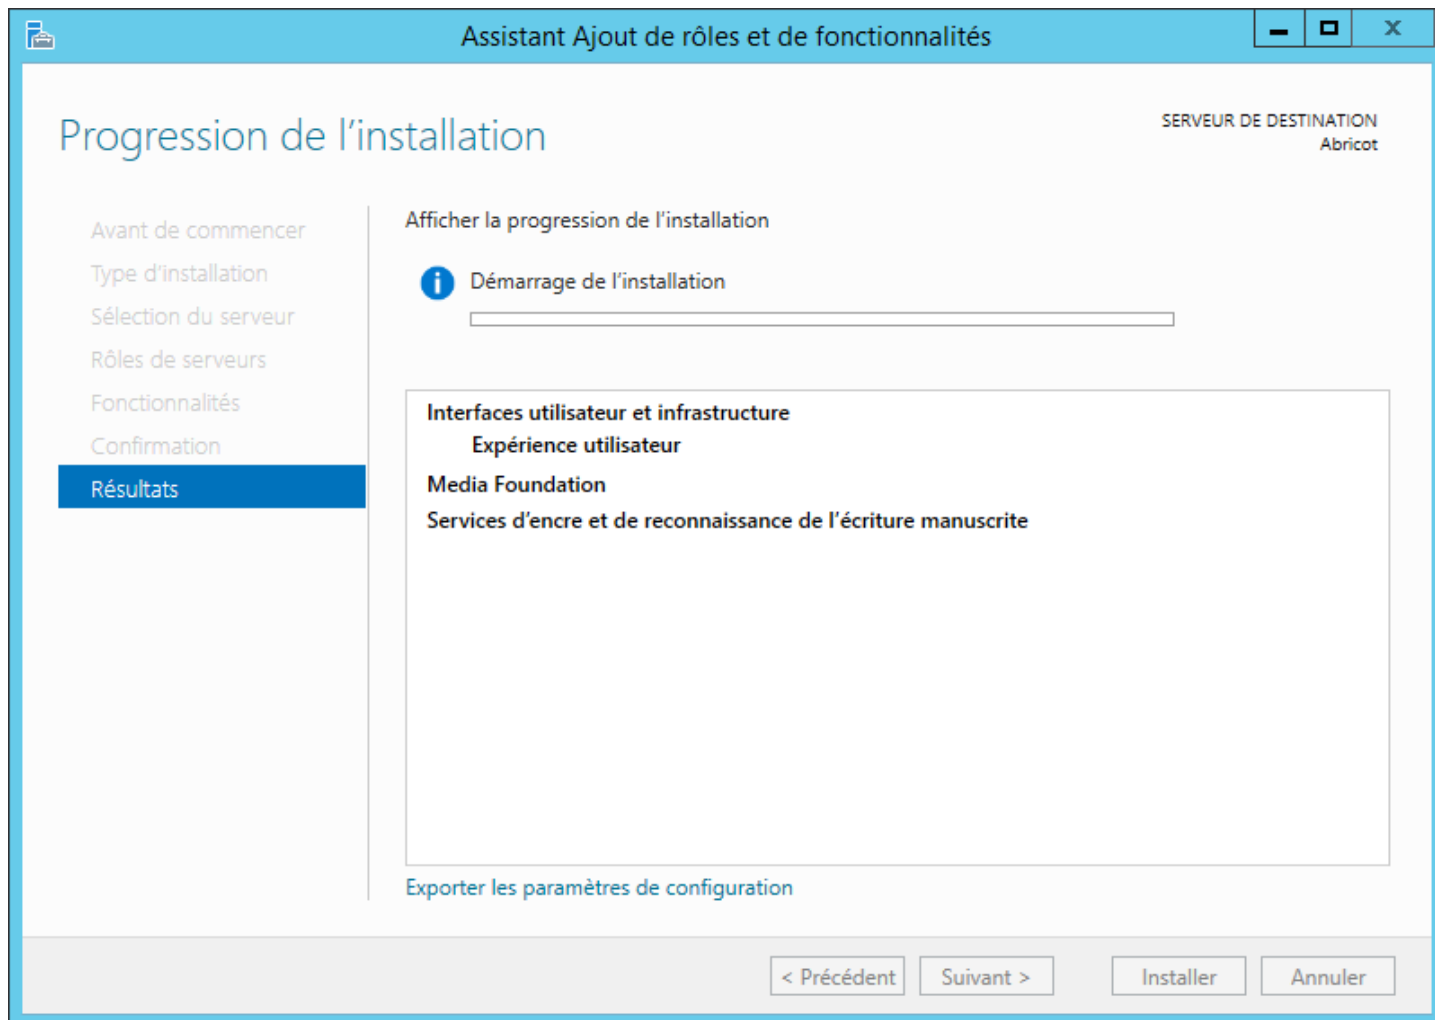 Assistant Ajout de rôles et de fonctionnalités
Progression de l'installation
SERVEUR DE DESTINATION
Abricot
Avant de commencer
Type d'installation
Sélection du serveur
Rôles de serveurs
Fonctionnalités
Confirmation
Résultats
Afficher la progression de l'installation
Démarrage de l'installation
Interfaces utilisateur et infrastructure
Expérience utilisateur
Media Foundation
Services d'encre et de reconnaissance de l'écriture manuscrite
Exporter les paramètres de configuration
< Précédent
Suivant >
Installer
Annuler